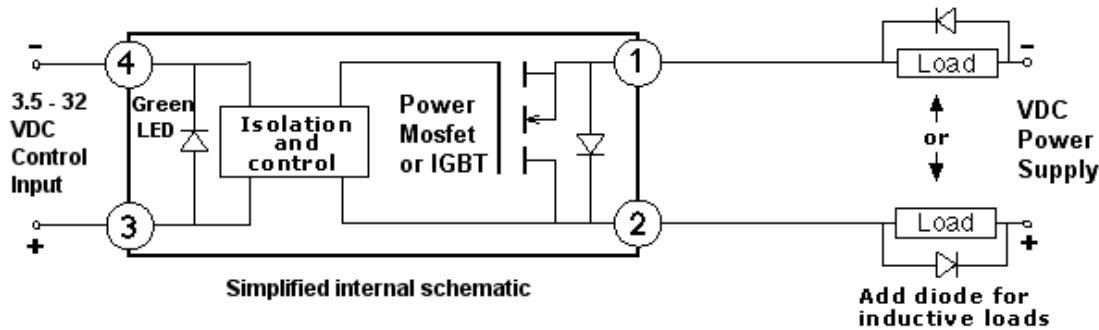 -
4
3.5 - 32
VDC
Control
Input
+
3
Green
LED
Isolation
and
control
Power
Mosfet
or IGBT
1
2
Load
-
or
Load
+
VDC
Power
Supply
Simplified internal schematic
Add diode for
inductive loads